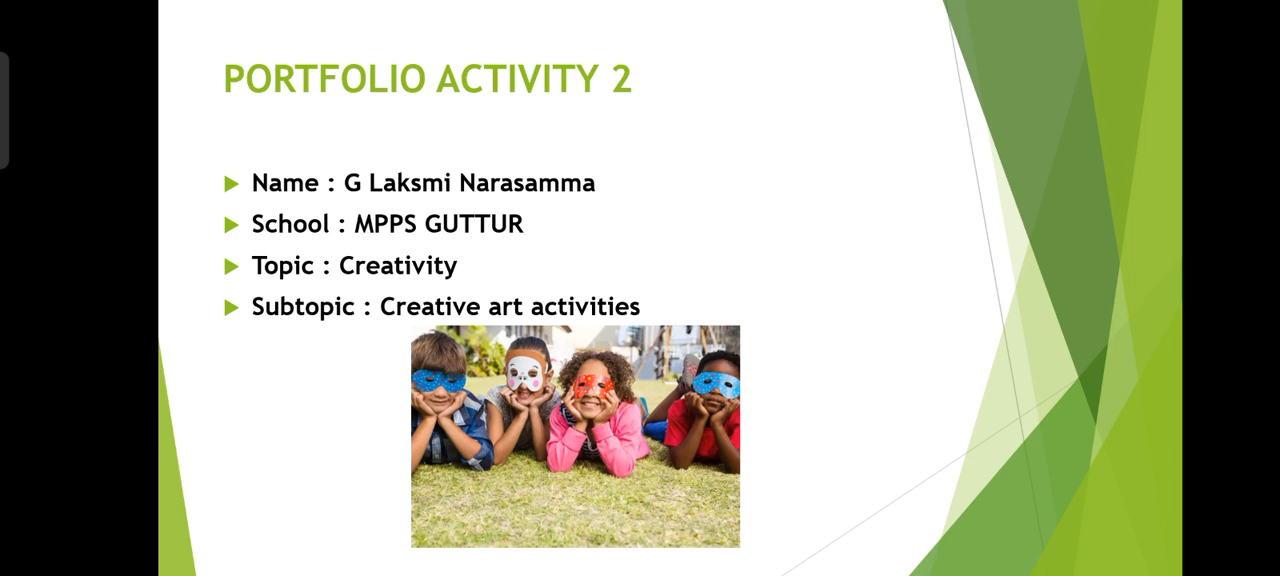 PORTFOLIO ACTIVITY 2
Name : G Laksmi Narasamma
School : MPPS GUTTUR
Topic : Creativity
Subtopic : Creative art activities